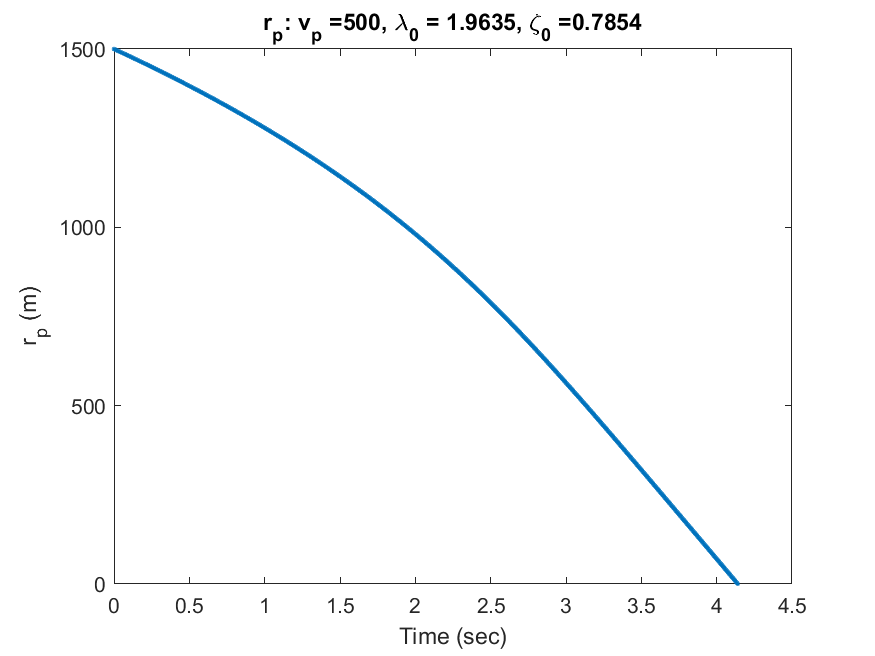 r_p: v_p =500, λ_0 = 1.9635, ζ_0 =0.7854
1500
1000
500
0
r_p (m)
0 0.5 1 1.5 2 2.5 3 3.5 4 4.5
Time (sec)